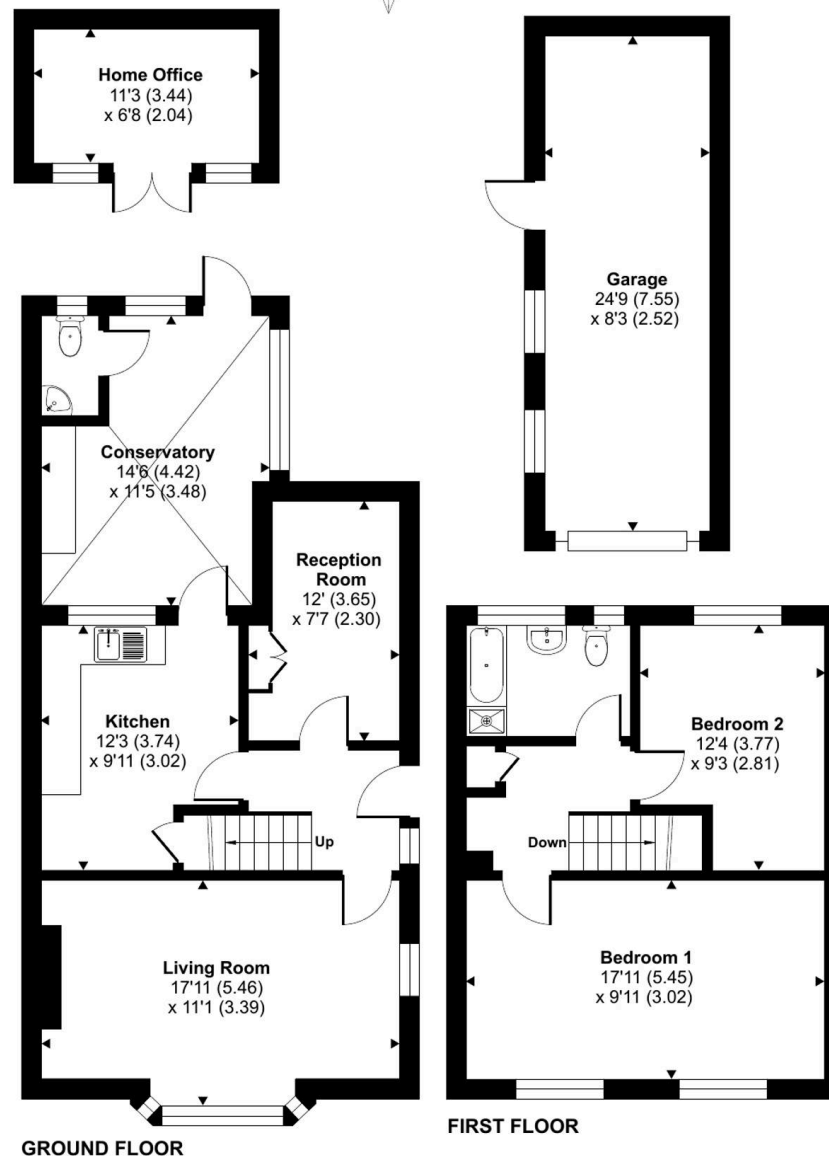 Home Office
11'3 (3.44)
x 6'8 (2.04)
Garage
24'9 (7.55)
x 8'3 (2.52)
Conservatory
14'6 (4.42)
x 11'5 (3.48)
Reception
Room
12' (3.65)
x 7'7 (2.30)
Kitchen
12'3 (3.74)
x 9'11 (3.02)
Up
Living Room
17'11 (5.46)
x 11'1 (3.39)
GROUND FLOOR
Bedroom 2
12'4 (3.77)
x 9'3 (2.81)
Down
Bedroom 1
17'11 (5.45)
x 9'11 (3.02)
FIRST FLOOR